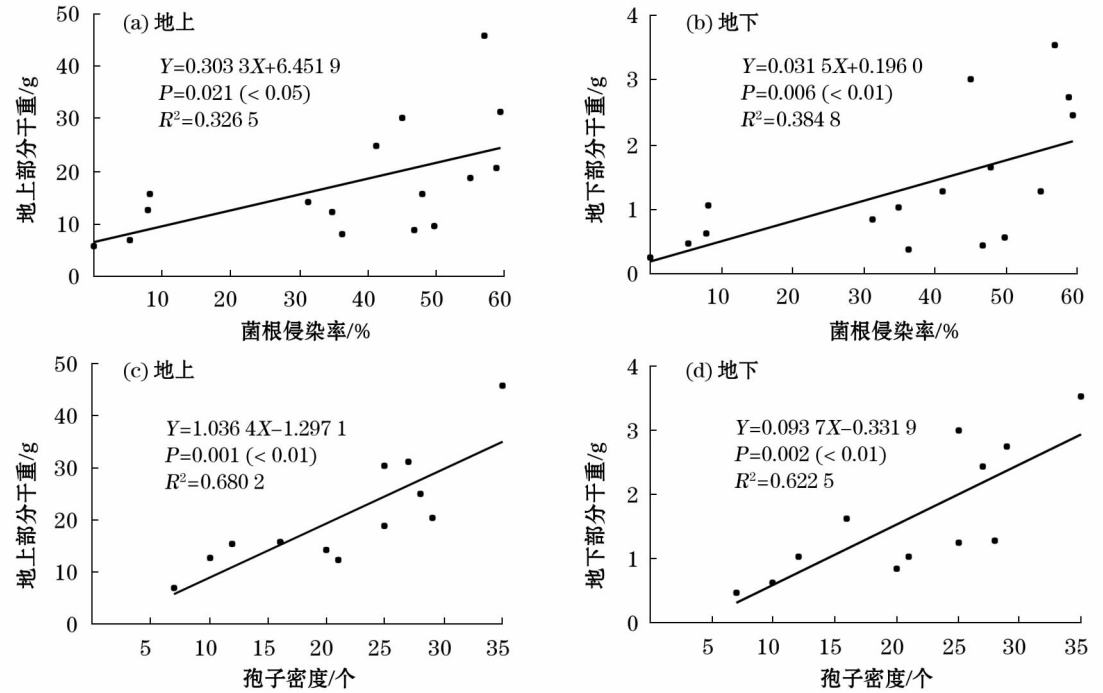 (a) 地上
Y=0.303 3X+6.451 9
P=0.021 (< 0.05)
R²=0.326 5
地上部分干重/g
50
40
30
20
10
0
10
20
30
40
50
60
菌根侵染率/%
(b) 地下
Y=0.031 5X+0.196 0
P=0.006 (< 0.01)
R²=0.384 8
地下部分干重/g
4
3
2
1
0
10
20
30
40
50
60
菌根侵染率/%
(c) 地上
Y=1.036 4X−1.297 1
P=0.001 (< 0.01)
R²=0.680 2
地上部分干重/g
50
40
30
20
10
0
5
10
15
20
25
30
35
孢子密度/个
(d) 地下
Y=0.093 7X−0.331 9
P=0.002 (< 0.01)
R²=0.622 5
地下部分干重/g
4
3
2
1
0
5
10
15
20
25
30
35
孢子密度/个